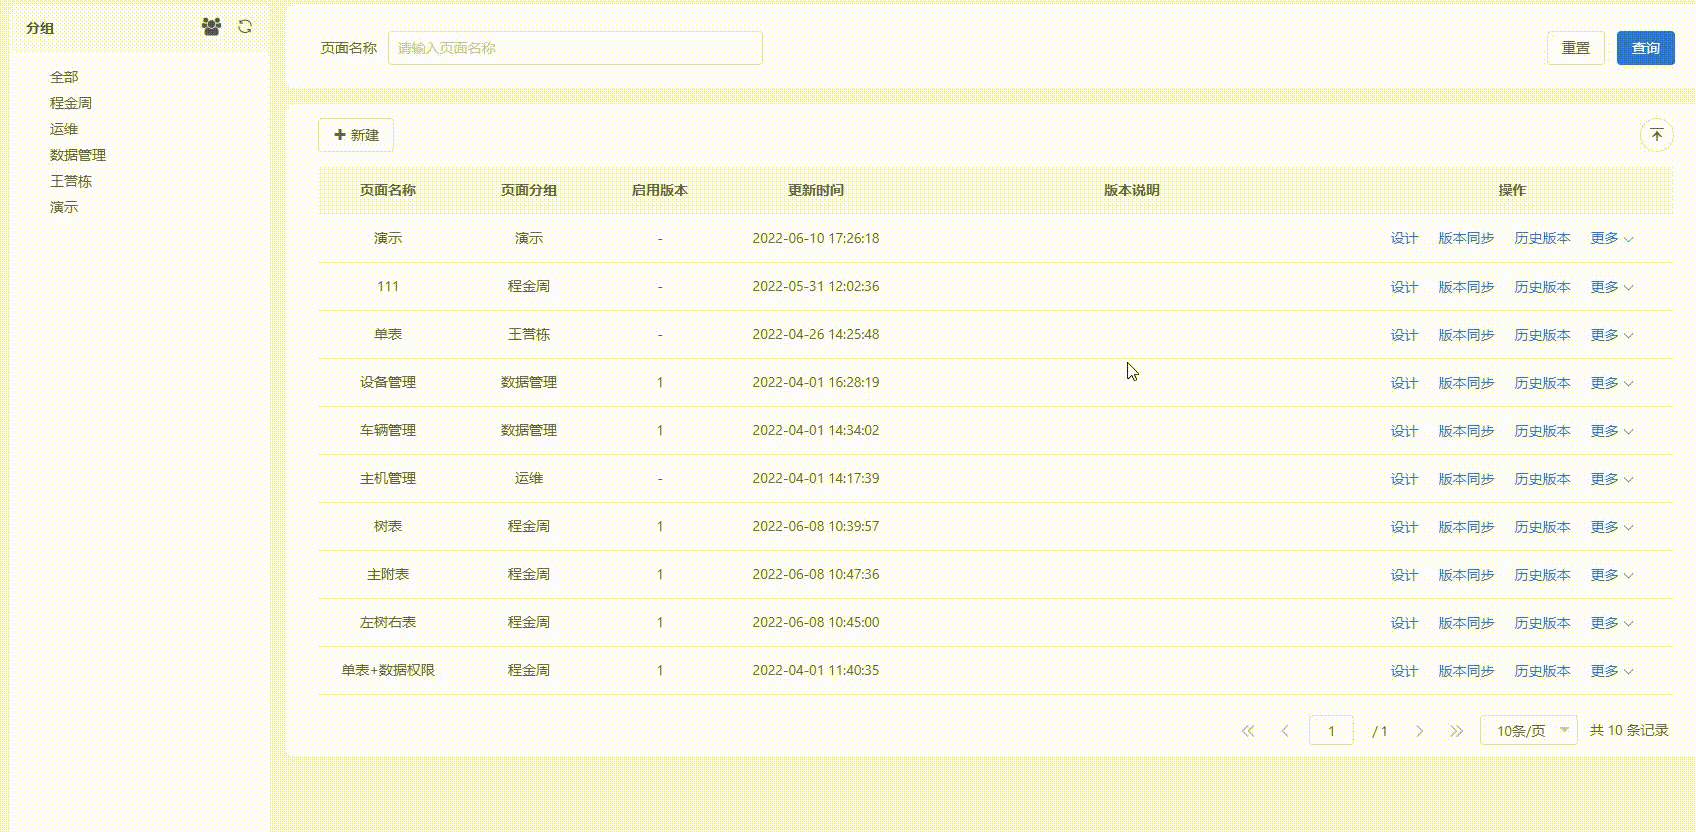 分组
全部
程金周
运维
数据管理
王誉栋
演示
页面名称 请输入页面名称 重置 查询
新建
页面名称 页面分组 启用版本 更新时间 版本说明 操作
演示 演示 - 2022-06-10 17:26:18 设计 版本同步 历史版本 更多
111 程金周 - 2022-05-31 12:02:36 设计 版本同步 历史版本 更多
单表 王誉栋 - 2022-04-26 14:25:48 设计 版本同步 历史版本 更多
设备管理 数据管理 1 2022-04-01 16:28:19 设计 版本同步 历史版本 更多
车辆管理 数据管理 1 2022-04-01 14:34:02 设计 版本同步 历史版本 更多
主机管理 运维 - 2022-04-01 14:17:39 设计 版本同步 历史版本 更多
树表 程金周 1 2022-06-08 10:39:57 设计 版本同步 历史版本 更多
主附表 程金周 1 2022-06-08 10:47:36 设计 版本同步 历史版本 更多
左树右表 程金周 1 2022-06-08 10:45:00 设计 版本同步 历史版本 更多
单表+数据权限 程金周 1 2022-04-01 11:40:35 设计 版本同步 历史版本 更多
1 / 1 10条/页 共 10 条记录